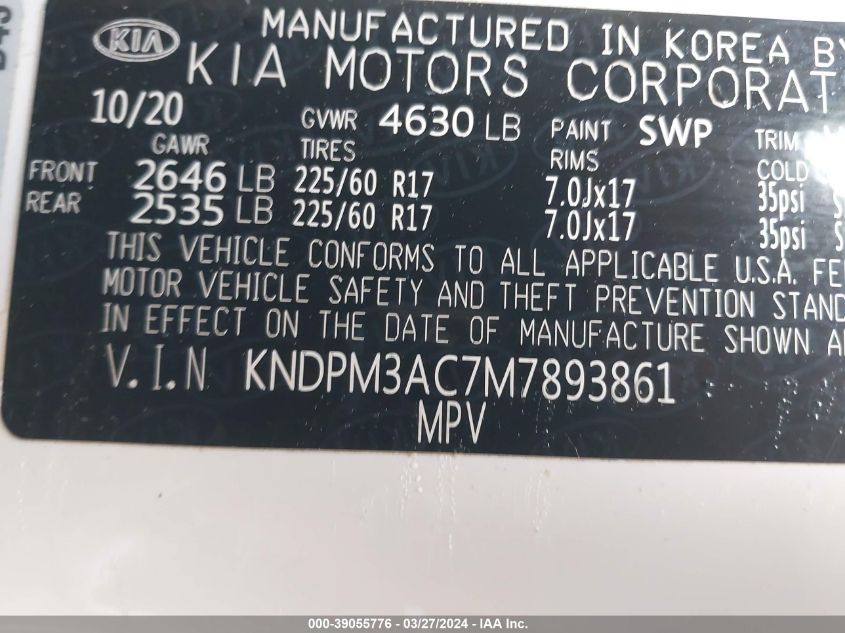 MANUFACTURED IN KOREA BY
KIA
KIA MOTORS CORPORAT
10/20 GVWR 4630 LB PAINT SWP TRIM
GAWR TIRES RIMS COLD
FRONT 2646 LB 225/60 R17 7.0Jx17 35psi
REAR 2535 LB 225/60 R17 7.0Jx17 35psi
THIS VEHICLE CONFORMS TO ALL APPLICABLE U.S.A. FE
MOTOR VEHICLE SAFETY AND THEFT PREVENTION STAND
IN EFFECT ON THE DATE OF MANUFACTURE SHOWN A
V.I.N KNDPM3AC7M7893861
MPV
000-39055776 - 03/27/2024 - IAA Inc.